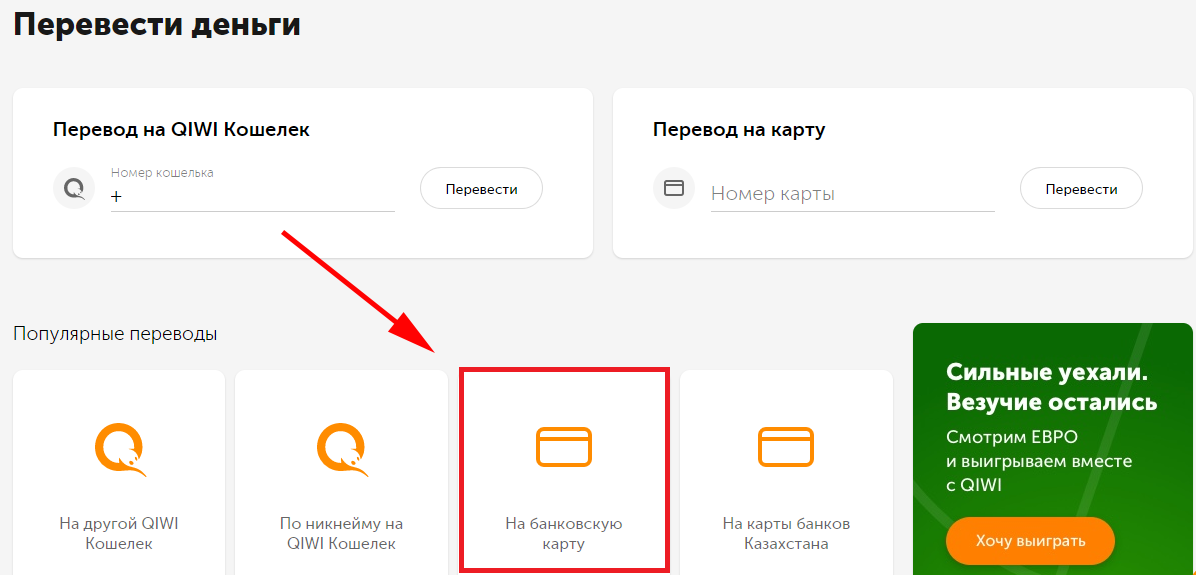 Перевести деньги
Перевод на QIWI Кошелек
Номер кошелька
+
Перевести
Перевод на карту
Номер карты
Перевести
Популярные переводы
На другой QIWI
Кошелек
По никнейму на
QIWI Кошелек
На банковскую
карту
На карты банков
Казахстана
Сильные уехали.
Везучие остались
Смотрим ЕВРО
и выигрываем вместе
с QIWI
Хочу выиграть